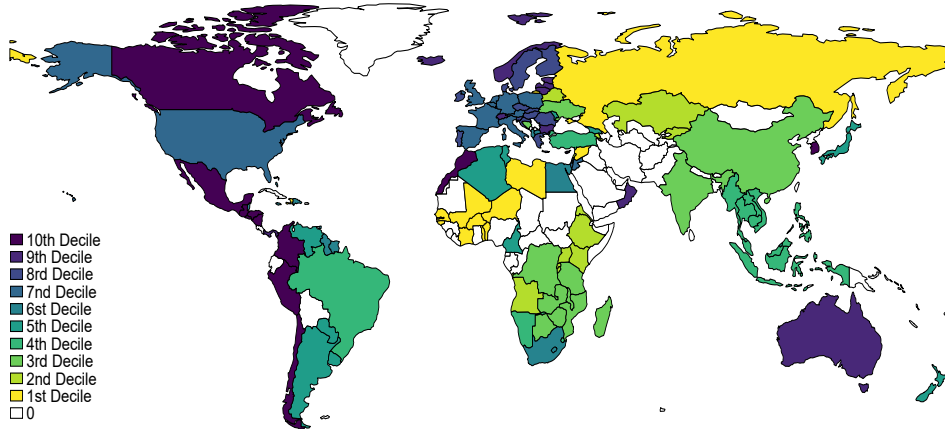 10th Decile
9th Decile
8rd Decile
7nd Decile
6st Decile
5th Decile
4th Decile
3rd Decile
2nd Decile
1st Decile
0